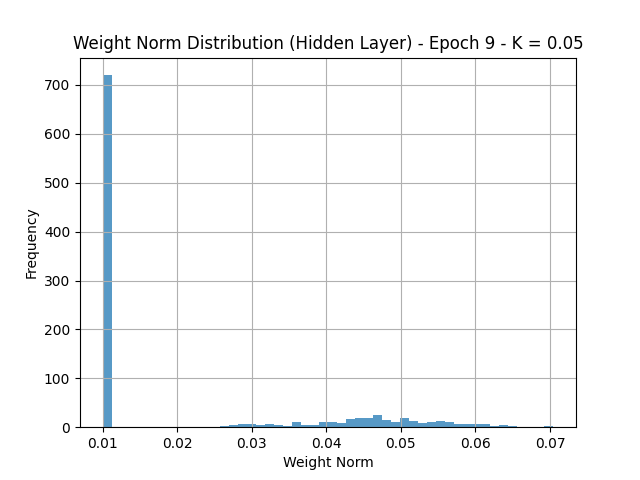 Weight Norm Distribution (Hidden Layer) - Epoch 9 - K = 0.05
700
600
500
400
300
200
100
0
Frequency
0.01 0.02 0.03 0.04 0.05 0.06 0.07
Weight Norm